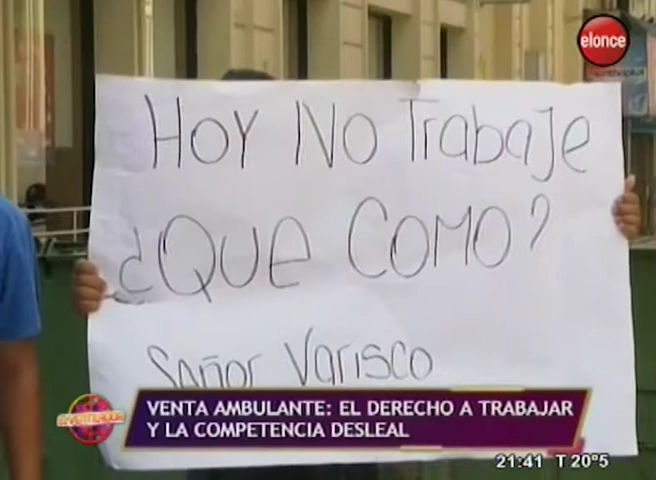 elonce
HOY NO TrabaJe
¿QUe COMO?
Sañor Varisco
VENTA AMBULANTE: EL DERECHO A TRABAJAR
Y LA COMPETENCIA DESLEAL
21:41 T 20°5